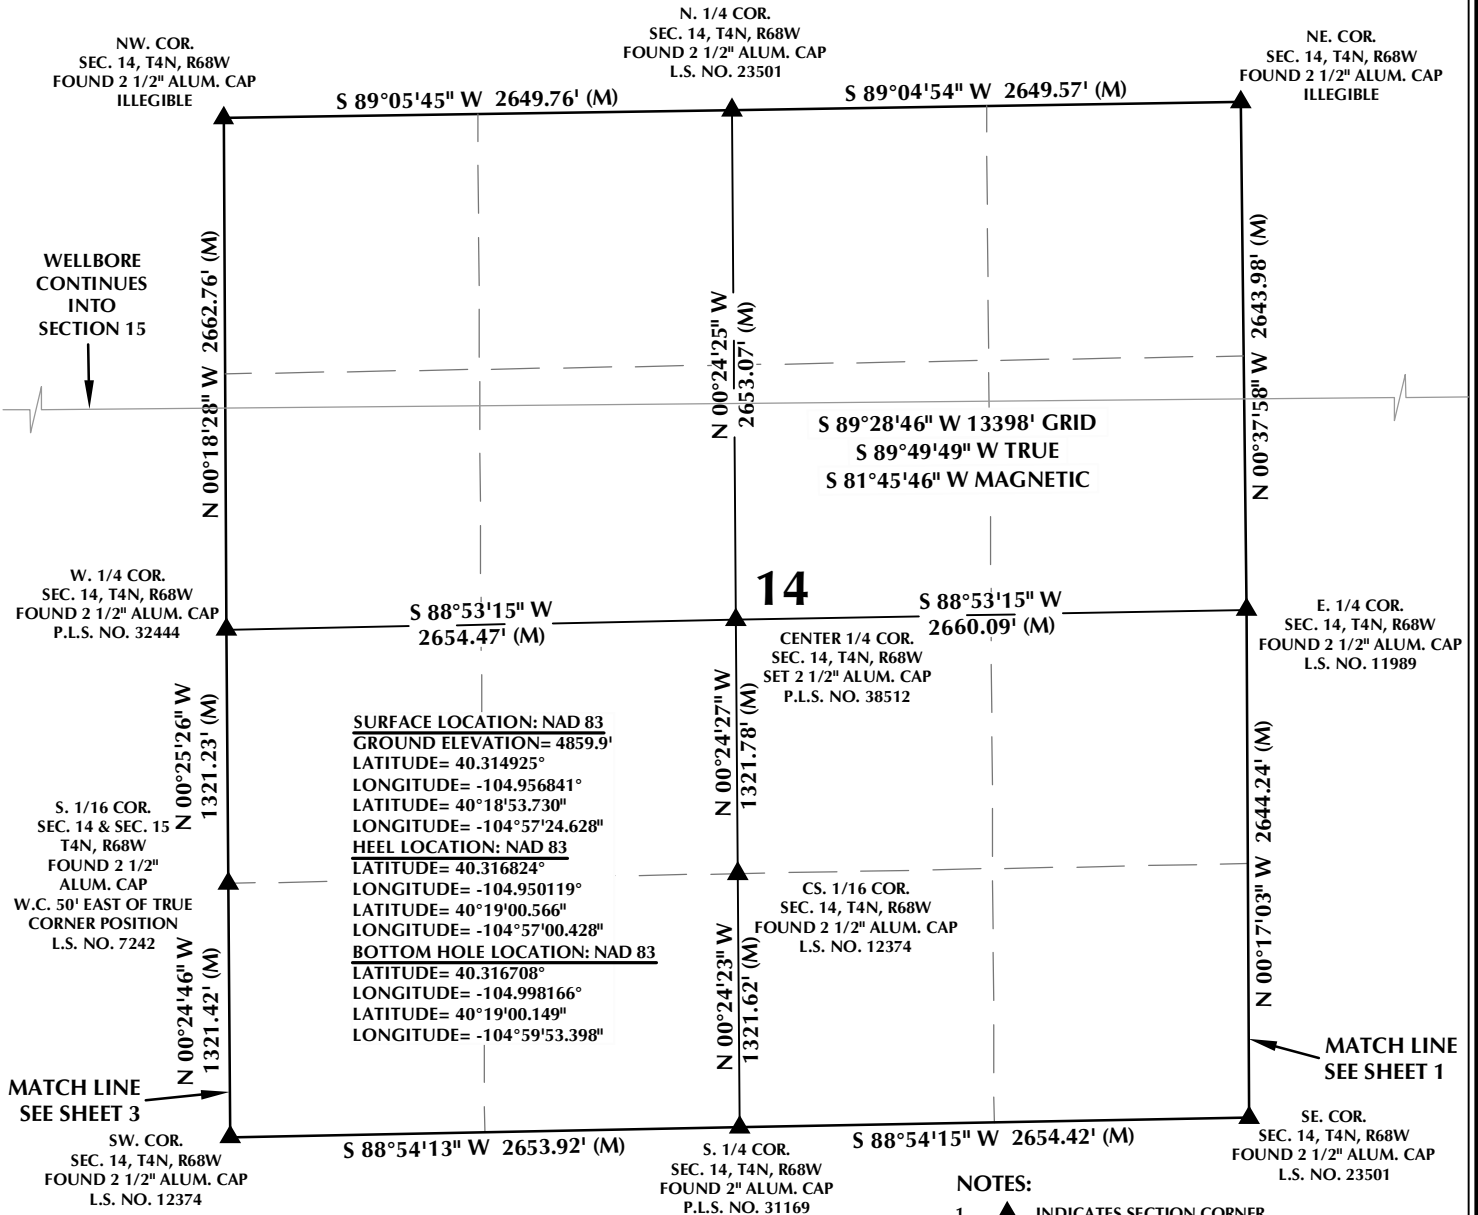 N. 1/4 COR.
SEC. 14, T4N, R68W
FOUND 2 1/2" ALUM. CAP
L.S. NO. 23501
NW. COR.
SEC. 14, T4N, R68W
FOUND 2 1/2" ALUM. CAP
ILLEGIBLE
NE. COR.
SEC. 14, T4N, R68W
FOUND 2 1/2" ALUM. CAP
ILLEGIBLE
S 89°05'45" W 2649.76' (M)
S 89°04'54" W 2649.57' (M)
WELLBORE
CONTINUES
INTO
SECTION 15
N 00°18'28" W 2662.76' (M)
N 00°24'25" W
2653.07' (M)
N 00°37'58" W 2643.98' (M)
S 89°28'46" W 13398' GRID
S 89°49'49" W TRUE
S 81°45'46" W MAGNETIC
W. 1/4 COR.
SEC. 14, T4N, R68W
FOUND 2 1/2" ALUM. CAP
P.L.S. NO. 32444
S 88°53'15" W
2654.47' (M)
14
S 88°53'15" W
2660.09' (M)
CENTER 1/4 COR.
SEC. 14, T4N, R68W
SET 2 1/2" ALUM. CAP
P.L.S. NO. 38512
E. 1/4 COR.
SEC. 14, T4N, R68W
FOUND 2 1/2" ALUM. CAP
L.S. NO. 11989
N 00°25'26" W
1321.23' (M)
SURFACE LOCATION: NAD 83
GROUND ELEVATION= 4859.9'
LATITUDE= 40.314925°
LONGITUDE= -104.956841°
LATITUDE= 40°18'53.730"
LONGITUDE= -104°57'24.628"
HEEL LOCATION: NAD 83
LATITUDE= 40.316824°
LONGITUDE= -104.950119°
LATITUDE= 40°19'00.566"
LONGITUDE= -104°57'00.428"
BOTTOM HOLE LOCATION: NAD 83
LATITUDE= 40.316708°
LONGITUDE= -104.998166°
LATITUDE= 40°19'00.149"
LONGITUDE= -104°59'53.398"
N 00°24'27" W
1321.78' (M)
S. 1/16 COR.
SEC. 14 & SEC. 15
T4N, R68W
FOUND 2 1/2"
ALUM. CAP
W.C. 50' EAST OF TRUE
CORNER POSITION
L.S. NO. 7242
CS. 1/16 COR.
SEC. 14, T4N, R68W
FOUND 2 1/2" ALUM. CAP
L.S. NO. 12374
N 00°17'03" W 2644.24' (M)
N 00°24'46" W
1321.42' (M)
N 00°24'23" W
1321.62' (M)
MATCH LINE
SEE SHEET 3
MATCH LINE
SEE SHEET 1
SW. COR.
SEC. 14, T4N, R68W
FOUND 2 1/2" ALUM. CAP
L.S. NO. 12374
S 88°54'13" W 2653.92' (M)
S. 1/4 COR.
SEC. 14, T4N, R68W
FOUND 2" ALUM. CAP
P.L.S. NO. 31169
S 88°54'15" W 2654.42' (M)
SE. COR.
SEC. 14, T4N, R68W
FOUND 2 1/2" ALUM. CAP
L.S. NO. 23501
NOTES:
1. INDICATES SECTION CORNER